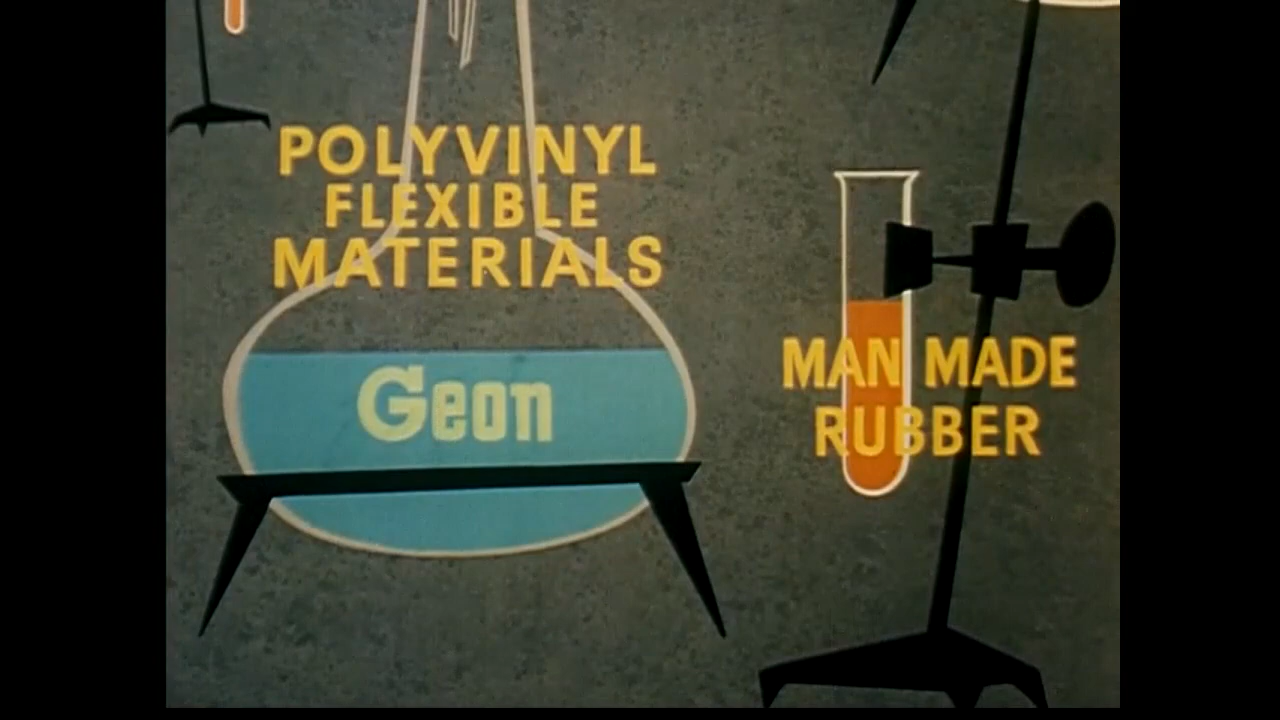 POLYVINYL
FLEXIBLE
MATERIALS
Geon
MAN MADE
RUBBER